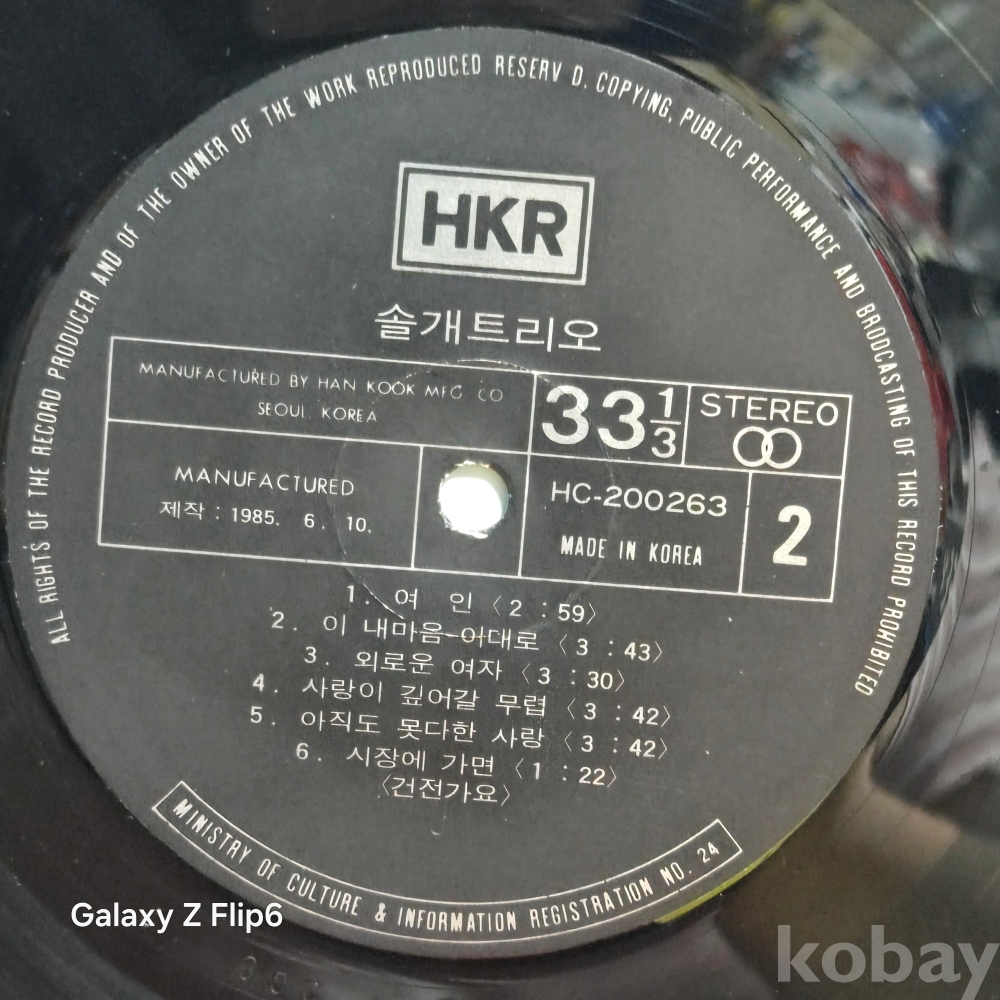 ALL RIGHTS OF THE RECORD PRODUCER AND OF THE OWNER OF THE WORK REPRODUCED RESERV D. COPYING, PUBLIC PERFORMANCE AND BRODCASTING OF THIS RECORD PROHIBITED
HKR
솔개트리오
MANUFACTURED BY HAN KOOK MFG CO
SEOUL KOREA
33 1/3
STEREO
MANUFACTURED
제작 : 1985. 6. 10.
HC-200263
MADE IN KOREA
2
1. 여 인 〈2 : 59〉
2. 이 내마음 이대로 〈3 : 43〉
3. 외로운 여자 〈3 : 30〉
4. 사랑이 깊어갈 무렵 〈3 : 42〉
5. 아직도 못다한 사랑 〈3 : 42〉
6. 시장에 가면 〈1 : 22〉
〈건전가요〉
MINISTRY OF CULTURE & INFORMATION REGISTRATION NO. 24
Galaxy Z Flip6
kobay